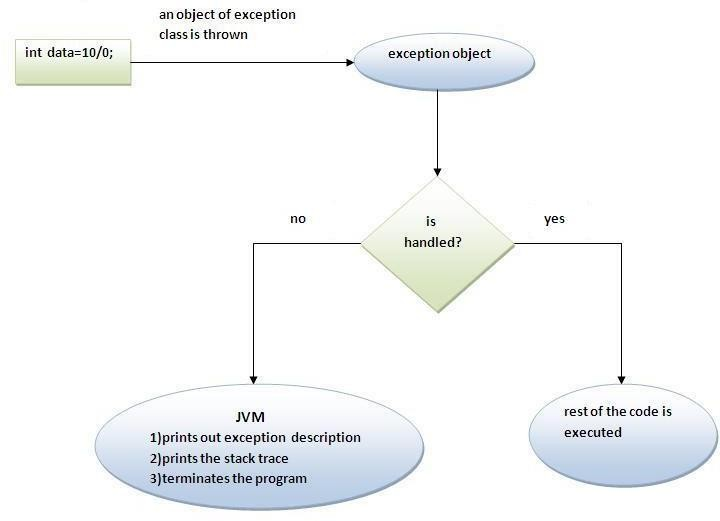 an object of exception
class is thrown
int data=10/0;
exception object
is
handled?
no
yes
JVM
1)prints out exception description
2)prints the stack trace
3)terminates the program
rest of the code is
executed